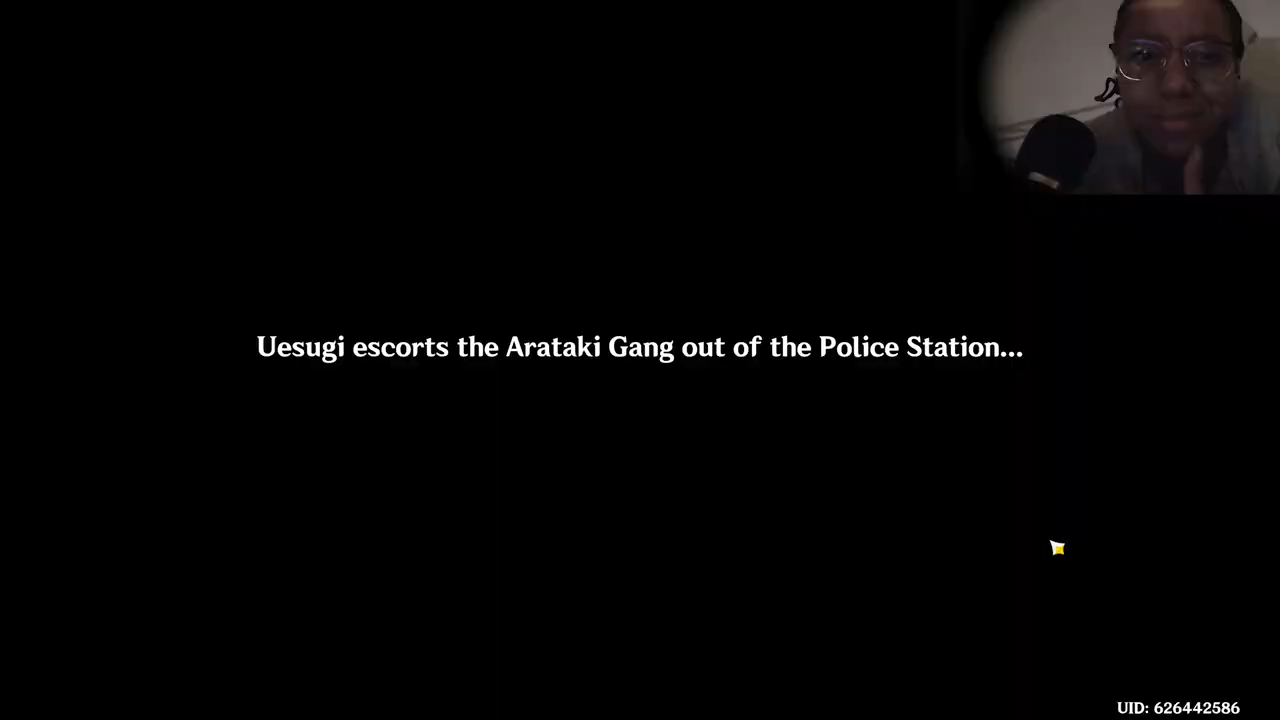 Uesugi escorts the Arataki Gang out of the Police Station...
UID: 626442586